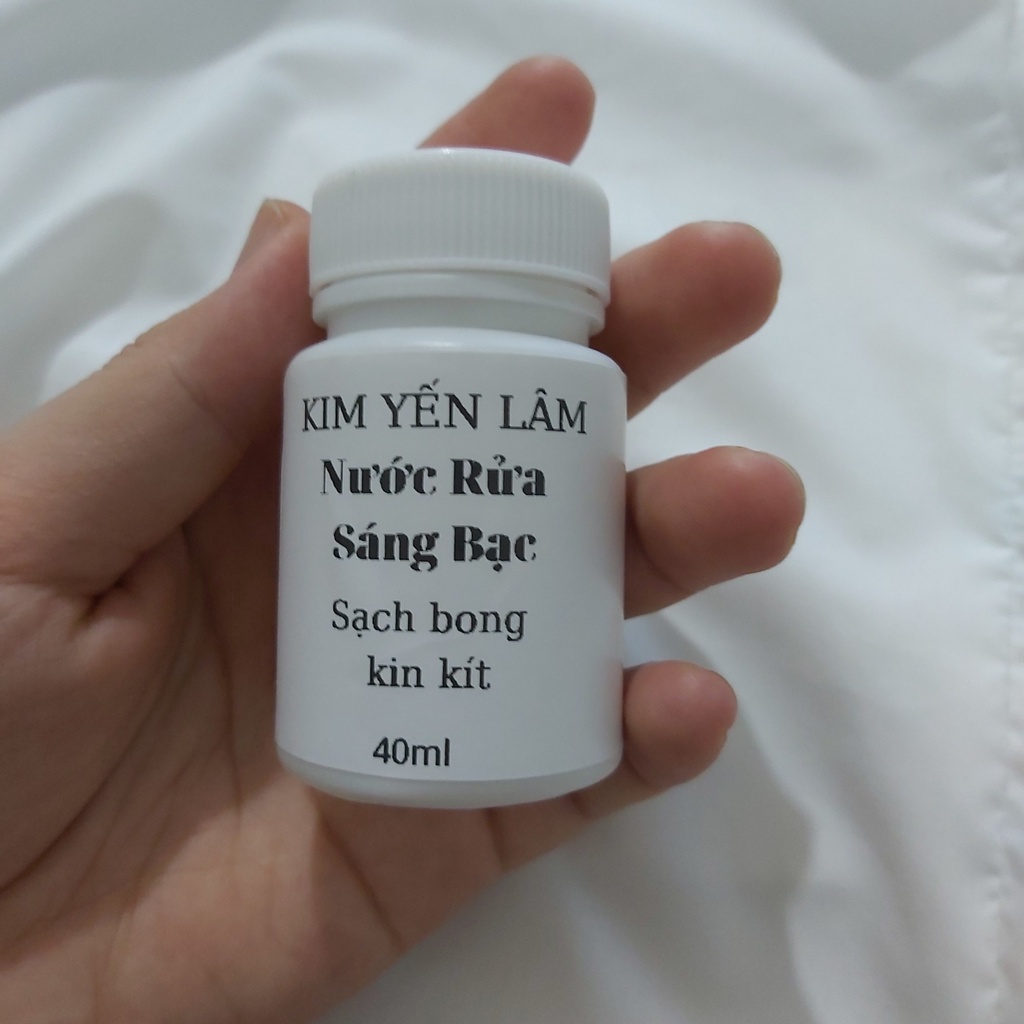 KIM YẾN LÂM
Nước Rửa
Sáng Bạc
Sạch bong
kin kít
40ml